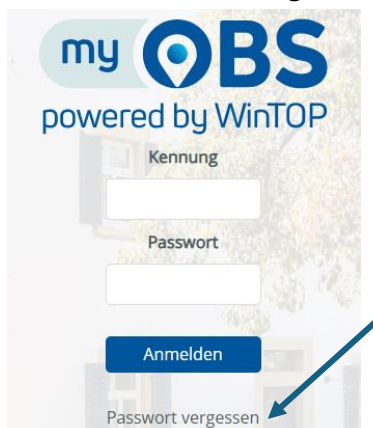 my OBS
powered by WinTOP
Kennung
Passwort
Anmelden
Passwort vergessen